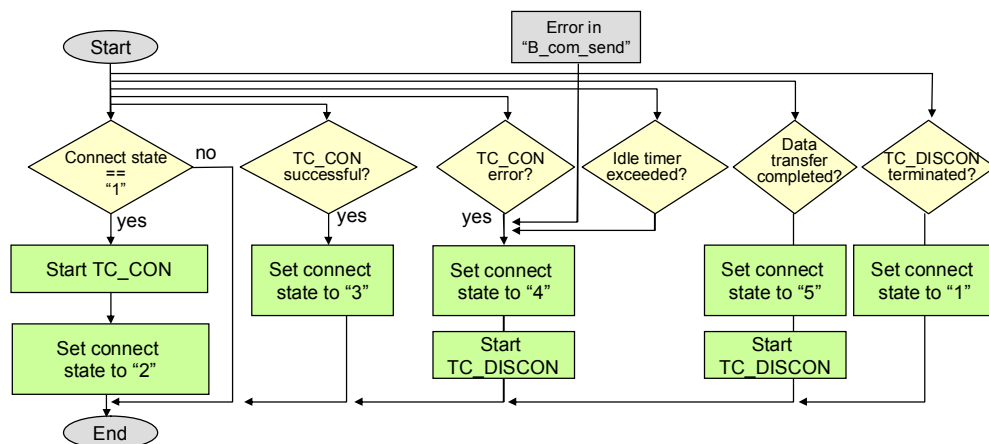 Start
Error in
“B_com_send”
Connect state
==
“1”
no
yes
TC_CON
successful?
yes
TC_CON
error?
yes
Idle timer
exceeded?
Data
transfer
completed?
TC_DISCON
terminated?
Start TC_CON
Set connect
state to “2”
Set connect
state to “3”
Set connect
state to “4”
Start
TC_DISCON
Set connect
state to “5”
Start
TC_DISCON
Set connect
state to “1”
End